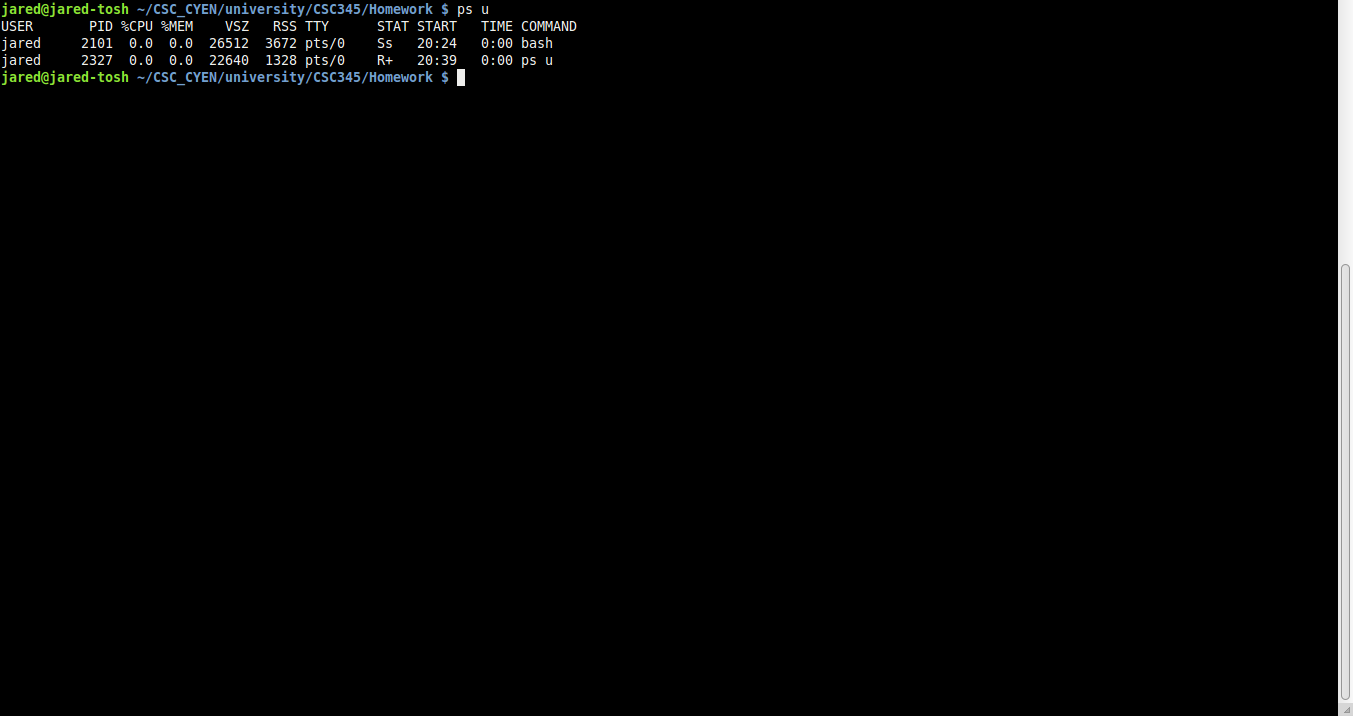 jared@jared-tosh ~/CSC_CYEN/university/CSC345/Homework $ ps u
USER       PID %CPU %MEM    VSZ   RSS TTY      STAT START   TIME COMMAND
jared     2101  0.0  0.0  26512  3672 pts/0    Ss   20:24   0:00 bash
jared     2327  0.0  0.0  22640  1328 pts/0    R+   20:39   0:00 ps u
jared@jared-tosh ~/CSC_CYEN/university/CSC345/Homework $